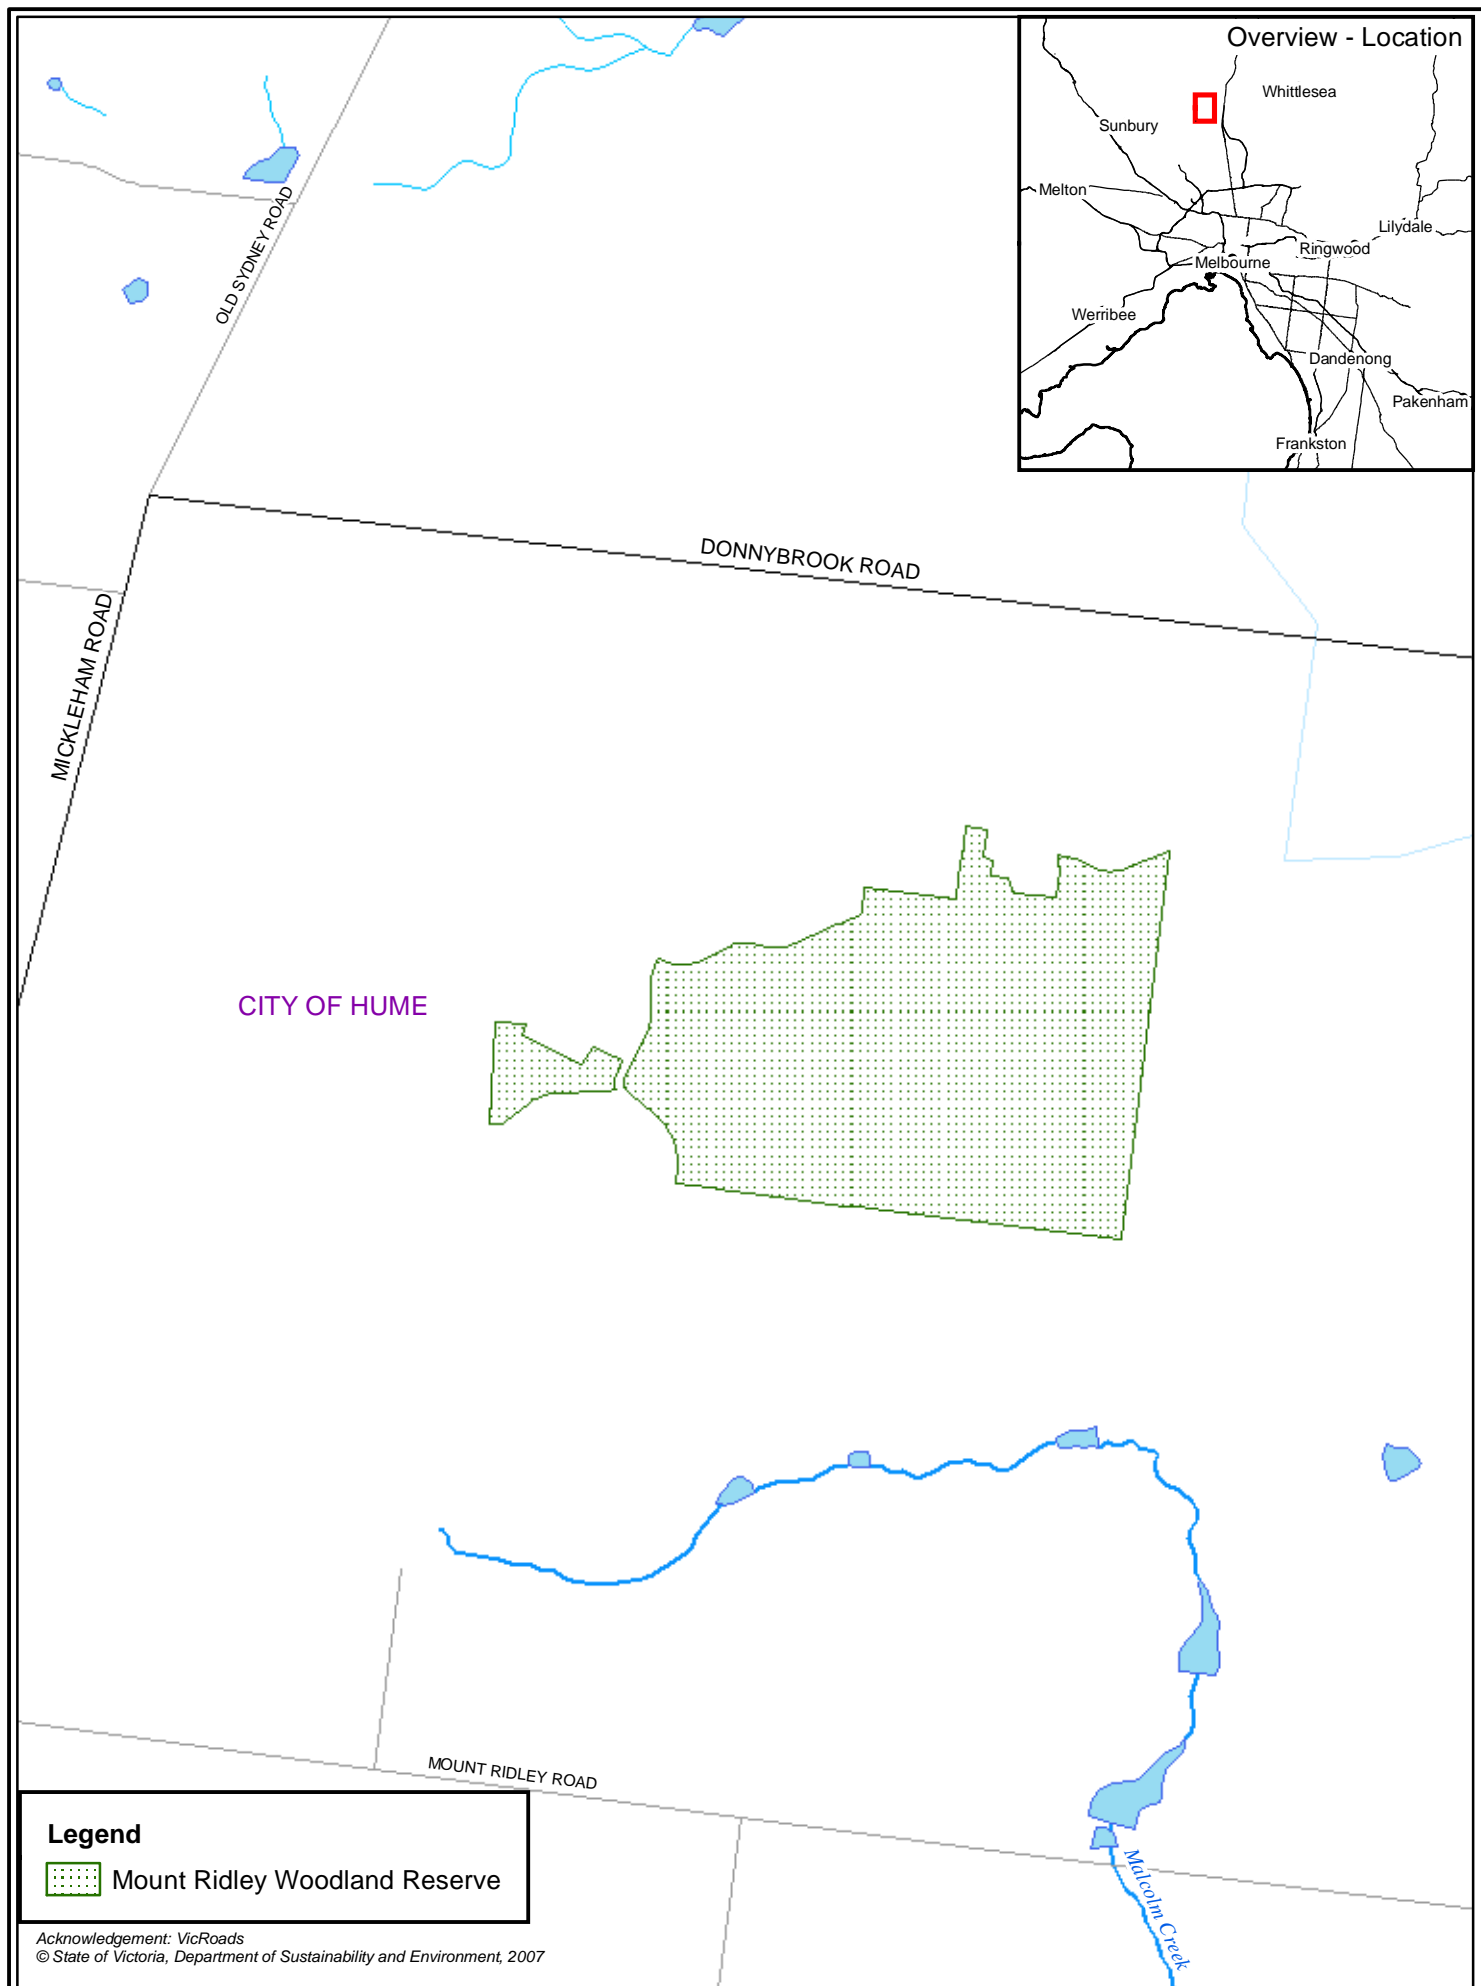 Overview - Location
Whittlesea
Sunbury
Melton
Lilydale
Ringwood
Melbourne
Werribee
Dandenong
Pakenham
Frankston
OLD SYDNEY ROAD
DONNYBROOK ROAD
MICKLEHAM ROAD
CITY OF HUME
MOUNT RIDLEY ROAD
Malcolm Creek
Legend
Mount Ridley Woodland Reserve
Acknowledgement: VicRoads
© State of Victoria, Department of Sustainability and Environment, 2007